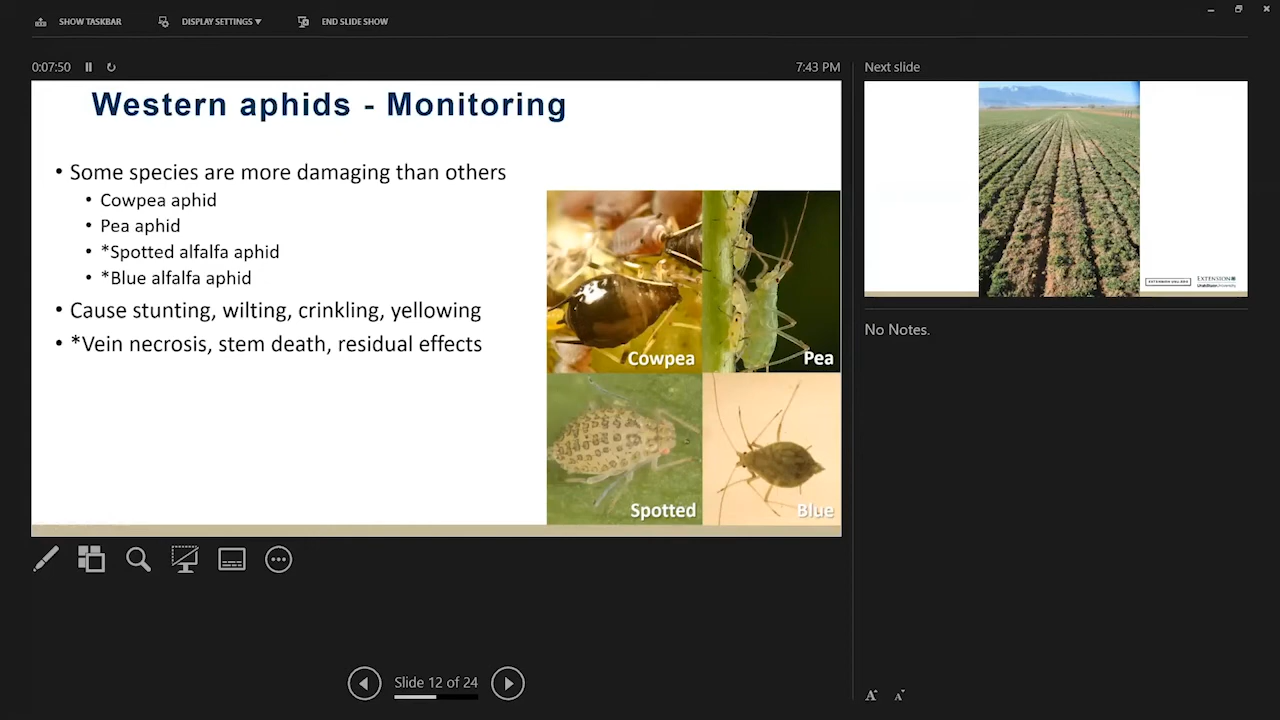 SHOW TASKBAR
DISPLAY SETTINGS
END SLIDE SHOW
0:07:50
7:43 PM
Western aphids - Monitoring
• Some species are more damaging than others
• Cowpea aphid
• Pea aphid
• *Spotted alfalfa aphid
• *Blue alfalfa aphid
• Cause stunting, wilting, crinkling, yellowing
• *Vein necrosis, stem death, residual effects
Cowpea
Pea
Spotted
Blue
Next slide
EXTENSION
UtahStateUniversity
No Notes.
Slide 12 of 24
A
A